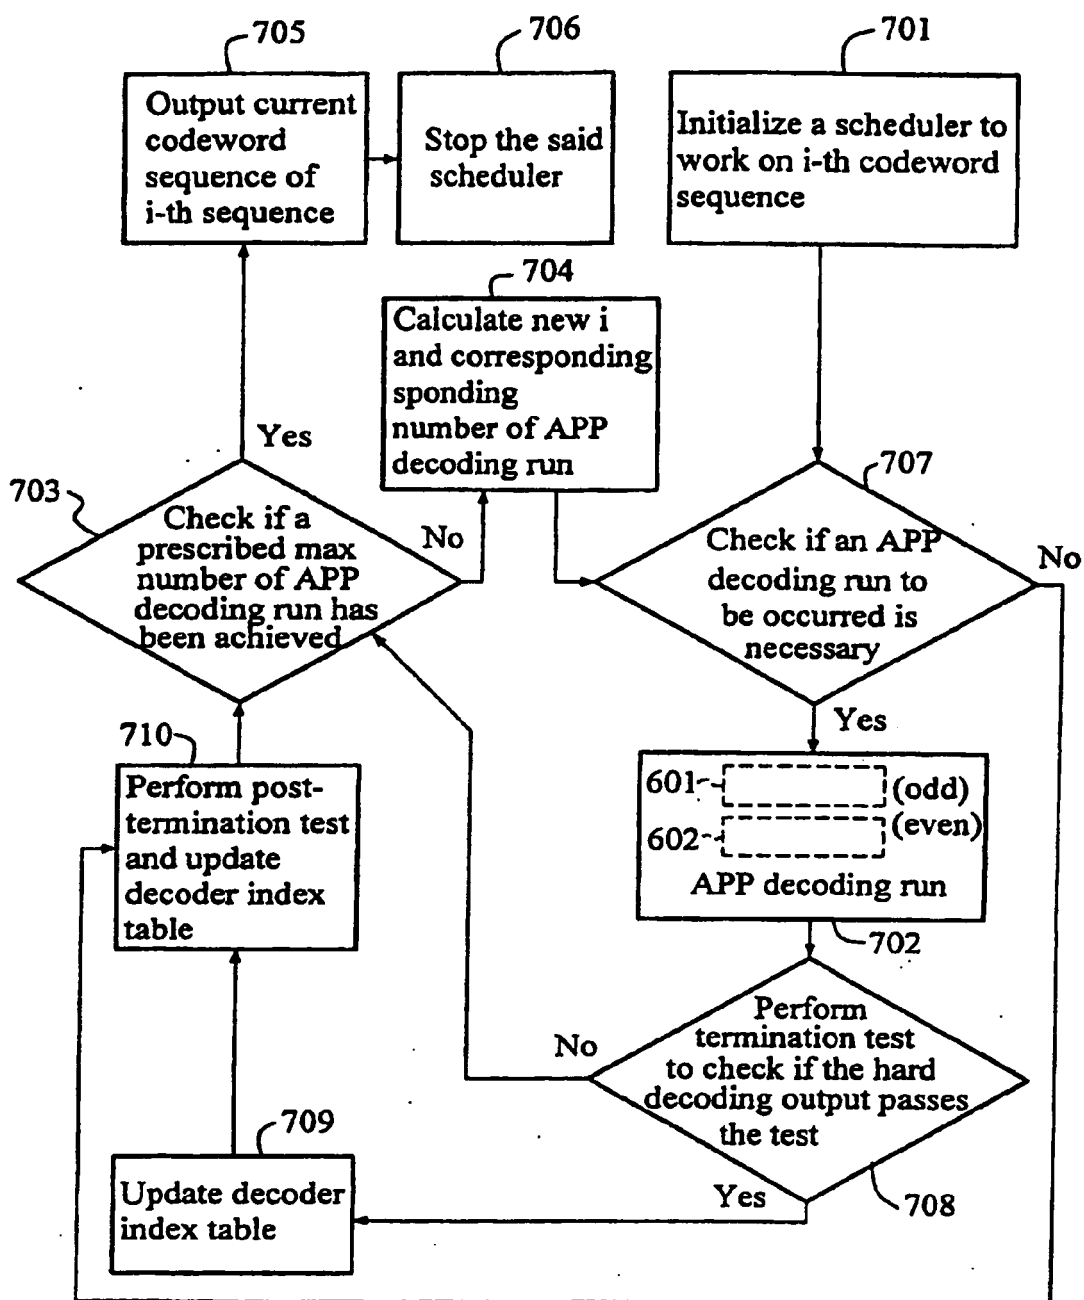 705
706
701
Output current
codeword
sequence of
i-th sequence
Stop the said
scheduler
Initialize a scheduler to
work on i-th codeword
sequence
704
Calculate new i
and corresponding
sponding
number of APP
decoding run
Yes
703
Check if a
prescribed max
number of APP
decoding run has
been achieved
No
707
Check if an APP
decoding run to
be occurred is
necessary
No
Yes
710
Perform post-
termination test
and update
decoder index
table
601
(odd)
602
(even)
APP decoding run
702
Perform
termination test
to check if the hard
decoding output passes
the test
No
708
Yes
709
Update decoder
index table